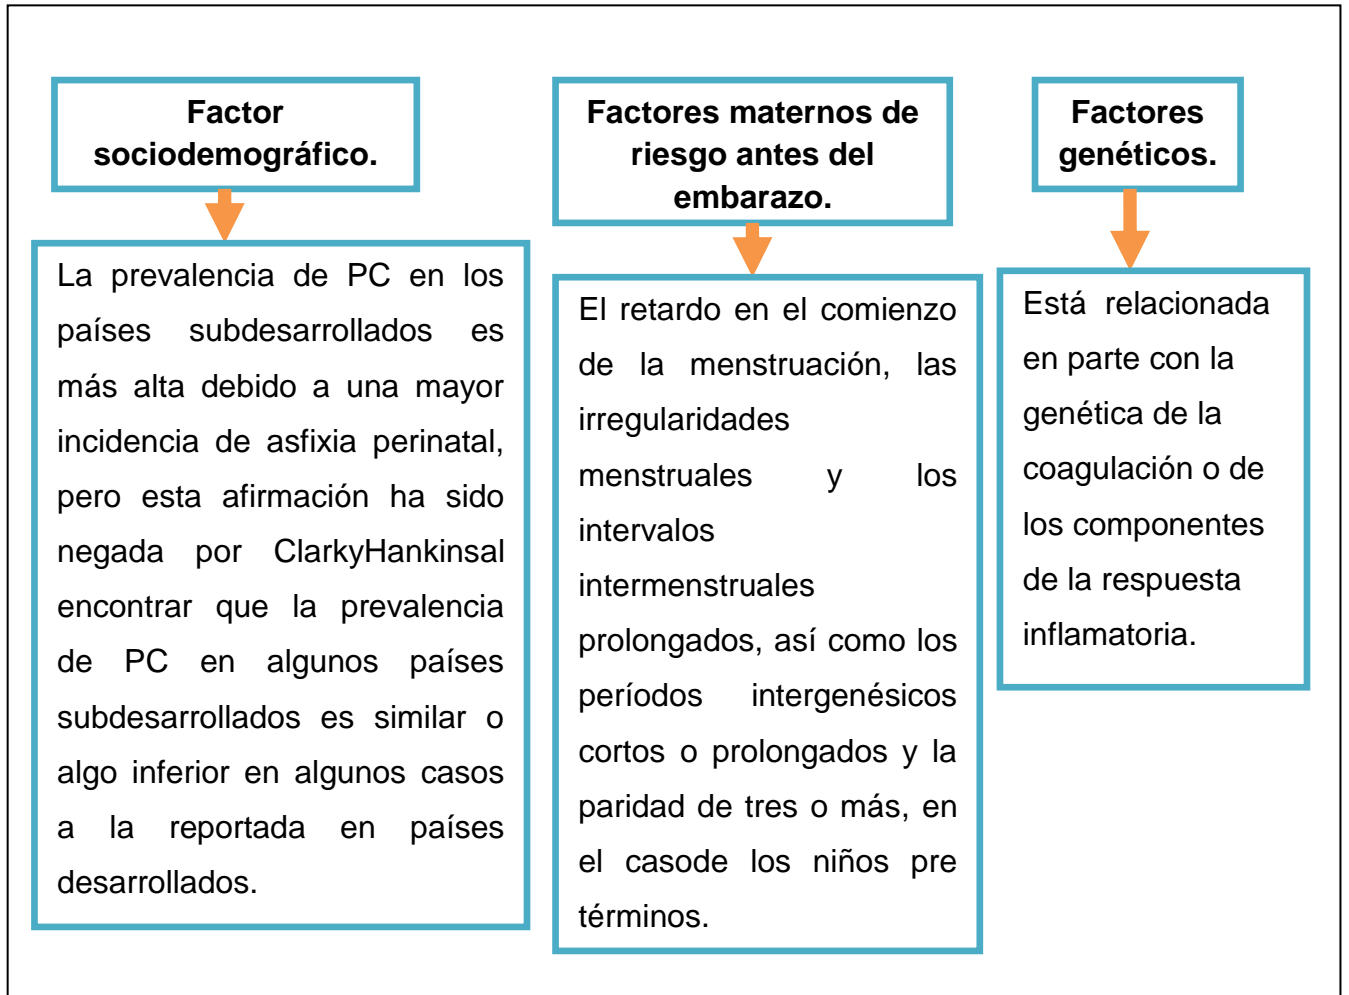 Factor
sociodemográfico.
La prevalencia de PC en los
países subdesarrollados es
más alta debido a una mayor
incidencia de asfixia perinatal,
pero esta afirmación ha sido
negada por ClarkyHankinsal
encontrar que la prevalencia
de PC en algunos países
subdesarrollados es similar o
algo inferior en algunos casos
a la reportada en países
desarrollados.
Factores maternos de
riesgo antes del
embarazo.
El retardo en el comienzo
de la menstruación, las
irregularidades
menstruales y los
intervalos
intermenstruales
prolongados, así como los
períodos intergenésicos
cortos o prolongados y la
paridad de tres o más, en
el casode los niños pre
términos.
Factores
genéticos.
Está relacionada
en parte con la
genética de la
coagulación o de
los componentes
de la respuesta
inflamatoria.